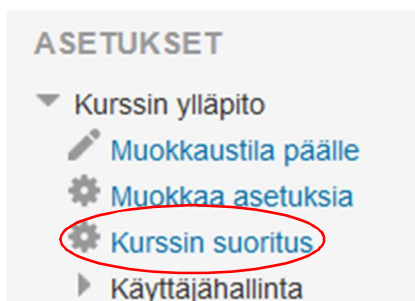 ASETUKSET
Kurssin ylläpito
Muokkaustila päälle
Muokkaa asetuksia
Kurssin suoritus
Käyttäjähallinta